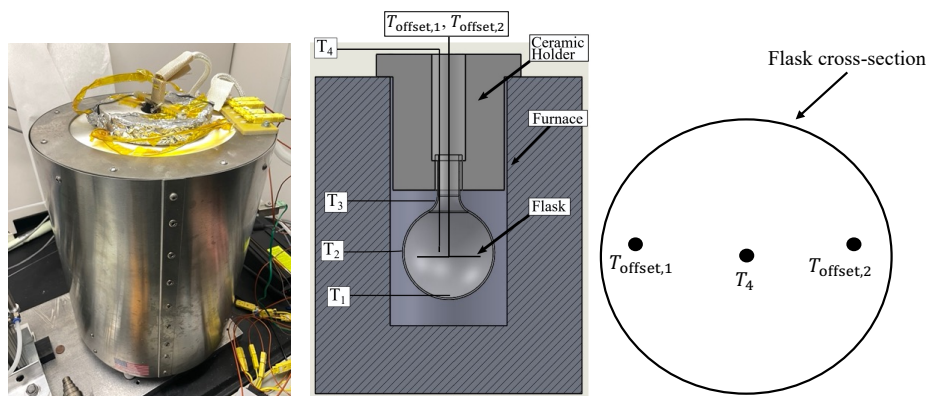 T_offset,1, T_offset,2
T₄
Ceramic
Holder
Furnace
T₃
Flask
T₂
T₁
Flask cross-section
T_offset,1
T₄
T_offset,2